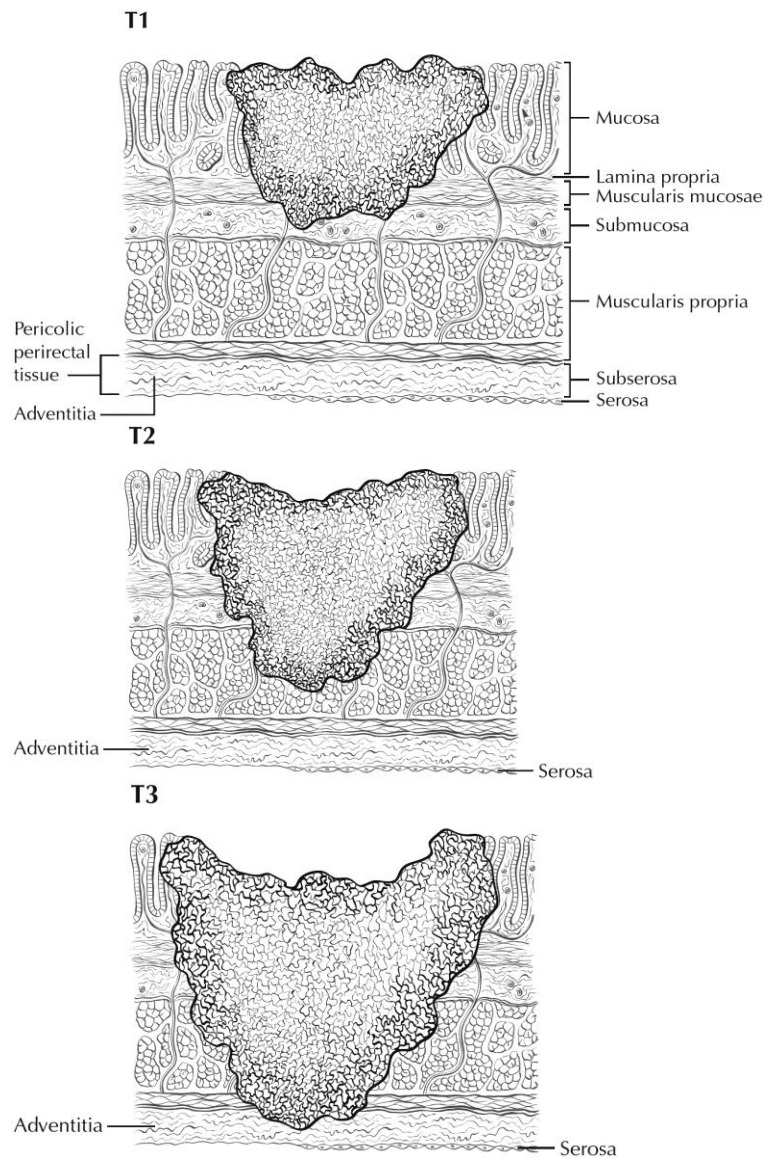 T1
Mucosa
Lamina propria
Muscularis mucosae
Submucosa
Muscularis propria
Pericolic
perirectal
tissue
Subserosa
Serosa
Adventitia
T2
Adventitia
Serosa
T3
Adventitia
Serosa